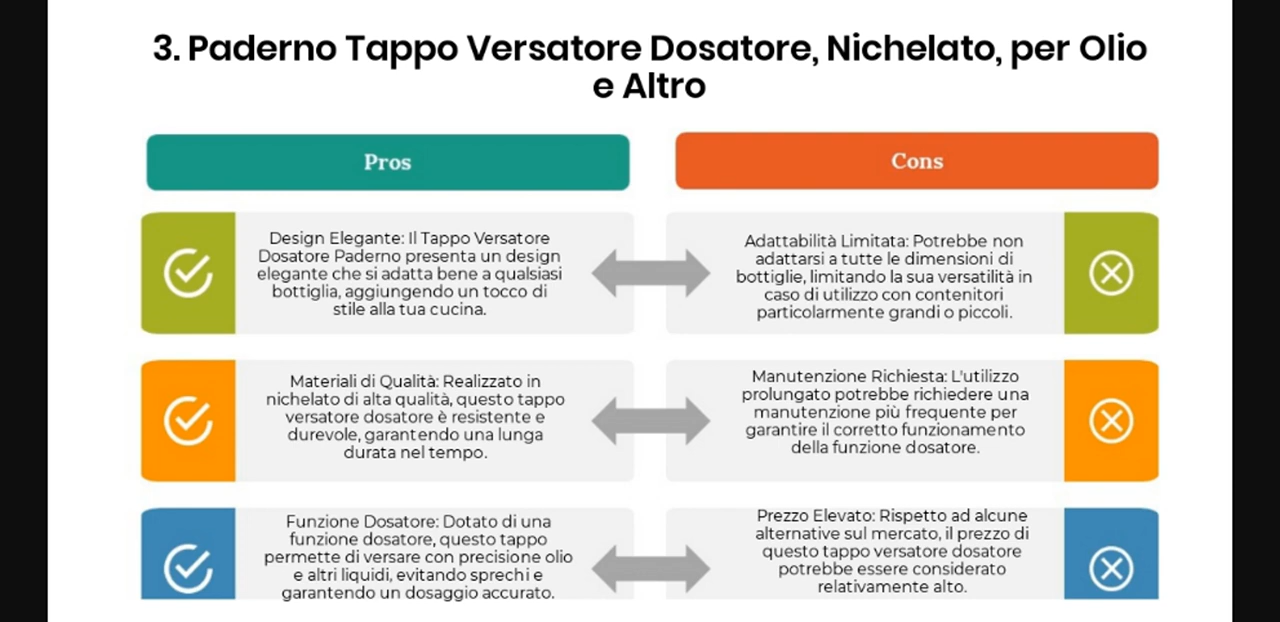 3. Paderno Tappo Versatore Dosatore, Nichelato, per Olio
e Altro
Pros
Cons
Design Elegante: Il Tappo Versatore
Dosatore Paderno presenta un design
elegante che si adatta bene a qualsiasi
bottiglia, aggiungendo un tocco di
stile alla tua cucina.
Adattabilità Limitata: Potrebbe non
adattarsi a tutte le dimensioni di
bottiglie, limitando la sua versatilità in
caso di utilizzo con contenitori
particolarmente grandi o piccoli.
Materiali di Qualità: Realizzato in
nichelato di alta qualità, questo tappo
versatore dosatore è resistente e
durevole, garantendo una lunga
durata nel tempo.
Manutenzione Richiesta: L'utilizzo
prolungato potrebbe richiedere una
manutenzione più frequente per
garantire il corretto funzionamento
della funzione dosatore.
Funzione Dosatore: Dotato di una
funzione dosatore, questo tappo
permette di versare con precisione olio
e altri liquidi, evitando sprechi e
garantendo un dosaggio accurato.
Prezzo Elevato: Rispetto ad alcune
alternative sul mercato, il prezzo di
questo tappo versatore dosatore
potrebbe essere considerato
relativamente alto.